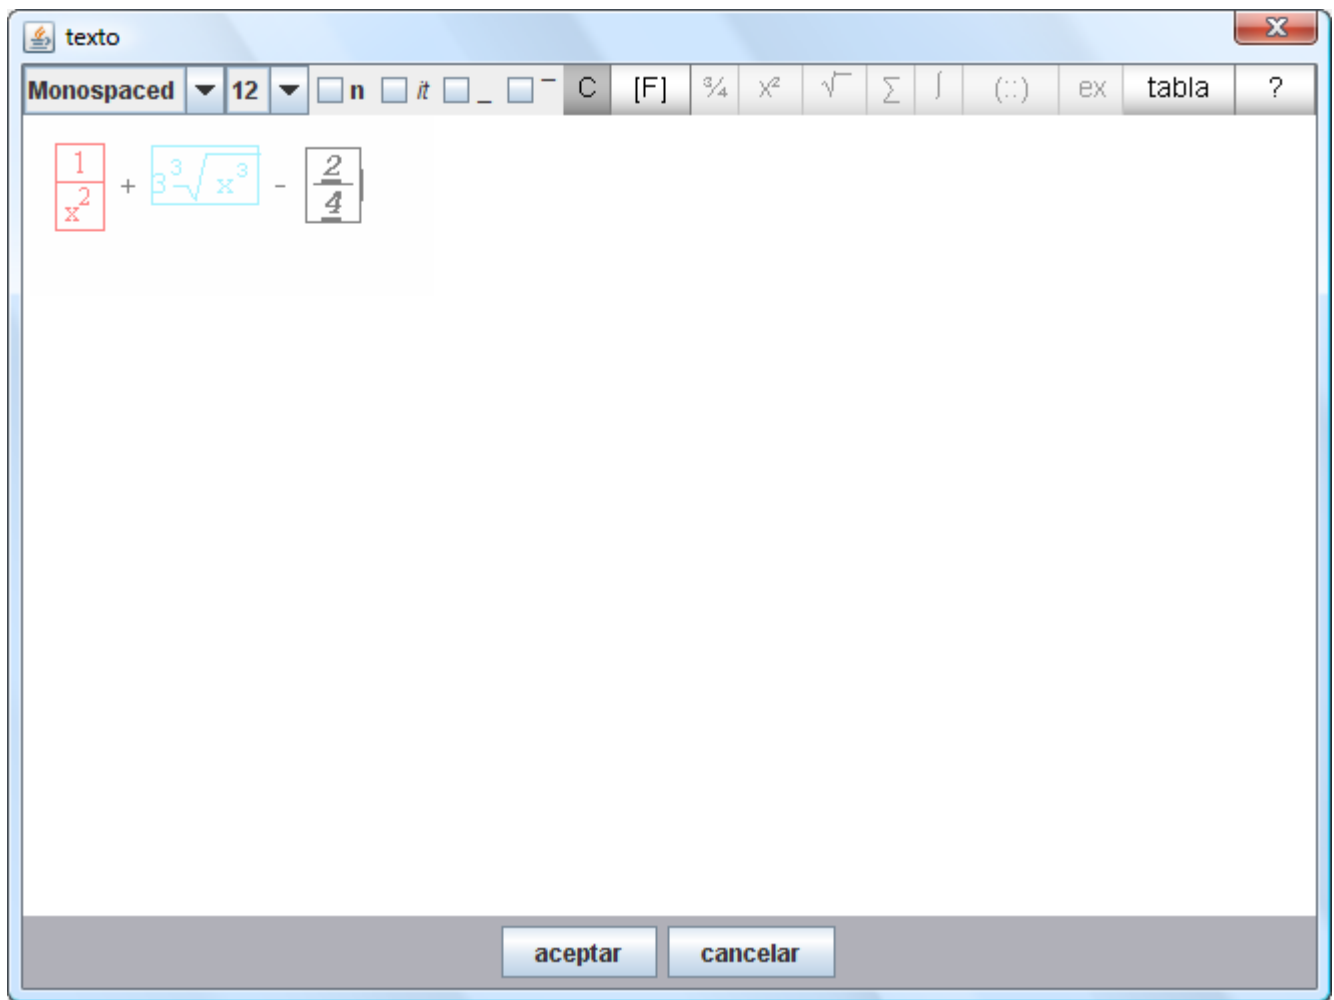 texto
Monospaced 12 n it _ ‾ C [F] ¾ x² √ ∑ ∫ (::) ex tabla ?
1/x² + 3 ³√x³ - 2/4
aceptar cancelar